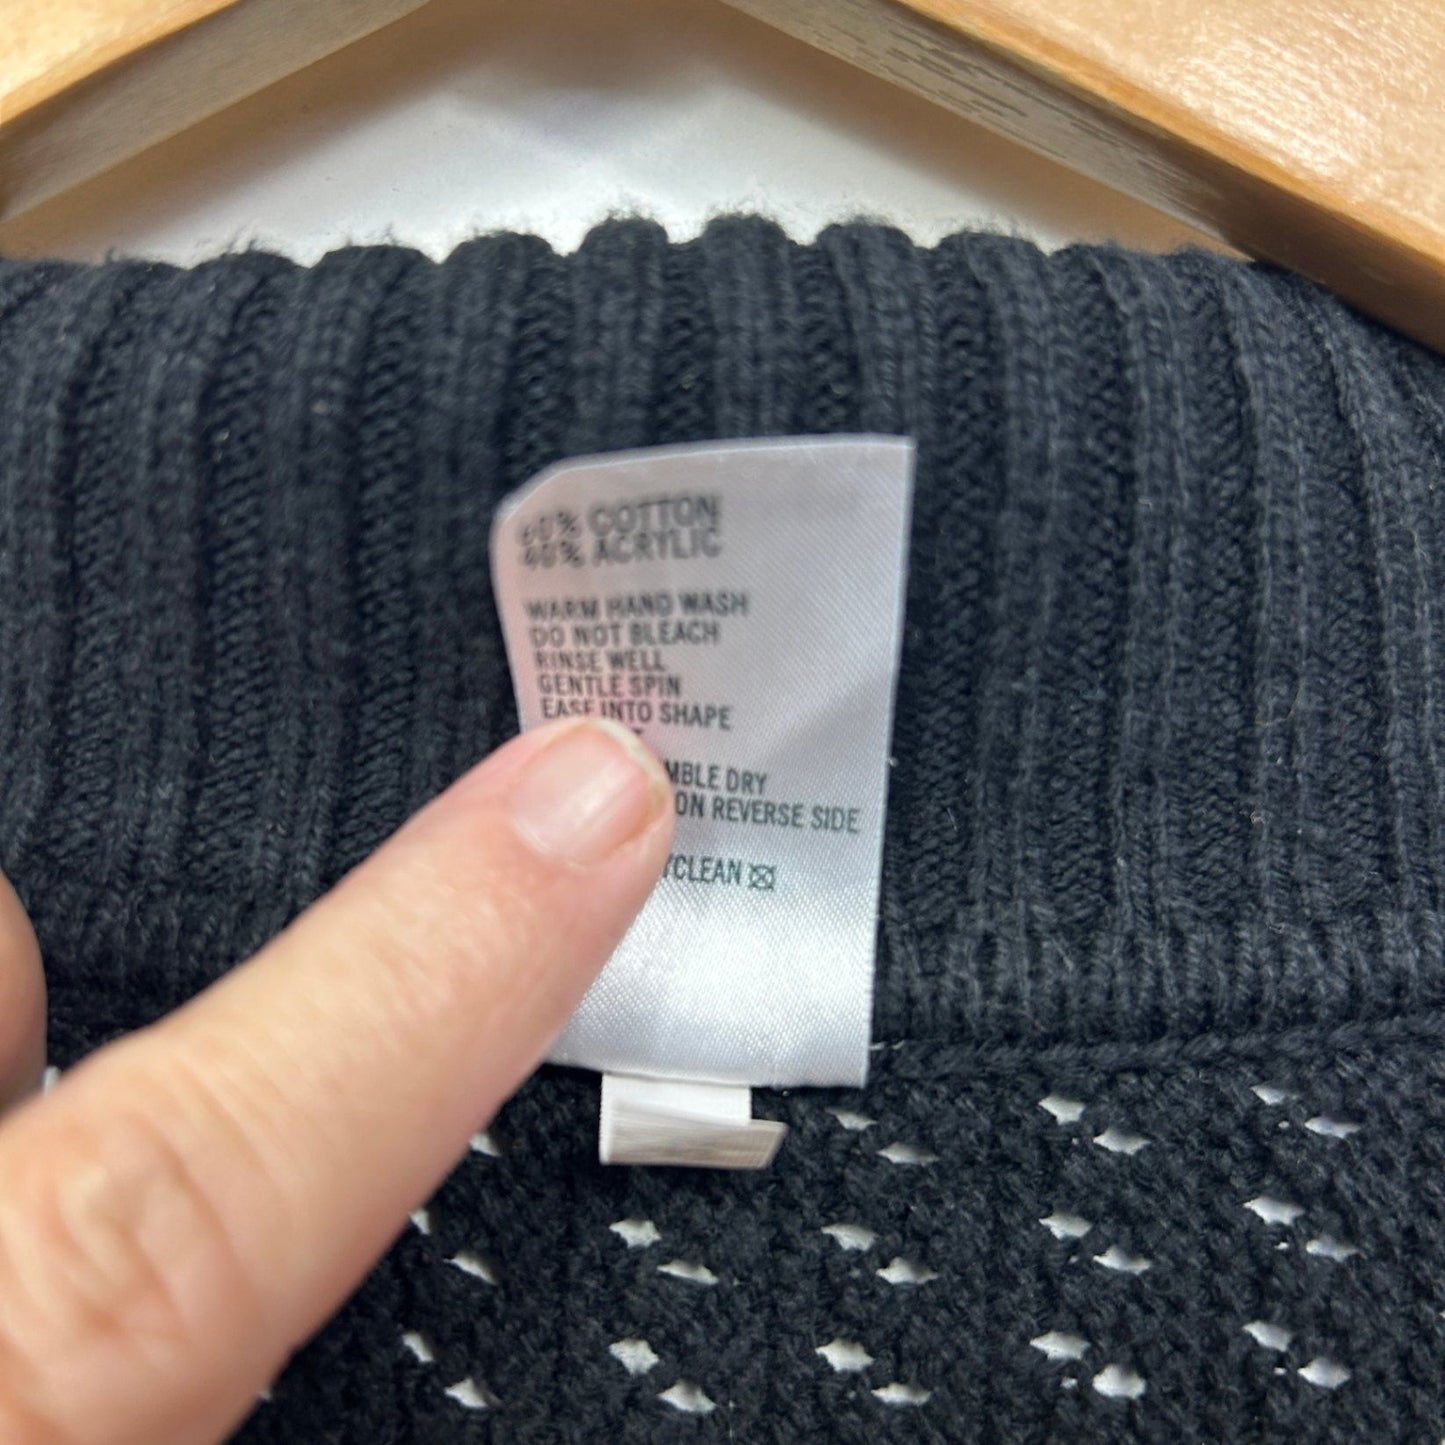 60% COTTON
40% ACRYLIC
WARM HAND WASH
DO NOT BLEACH
RINSE WELL
GENTLE SPIN
EASE INTO SHAPE
MBLE DRY
ON REVERSE SIDE
YCLEAN